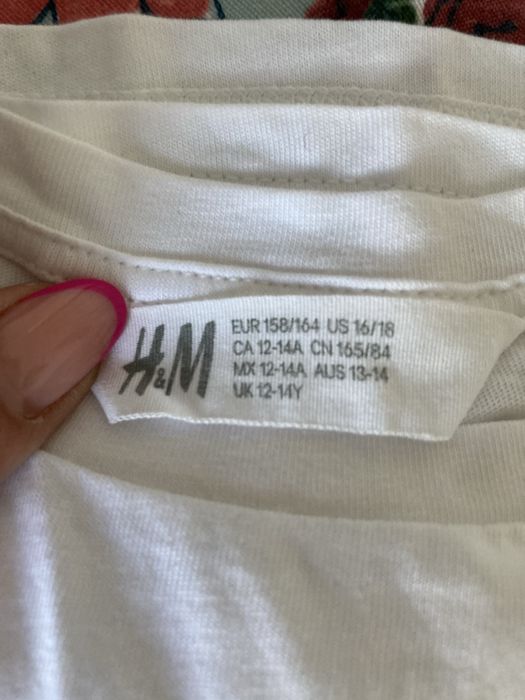 H&M
EUR 158/164 US 16/18
CA 12-14A CN 165/84
MX 12-14A AUS 13-14
UK 12-14Y